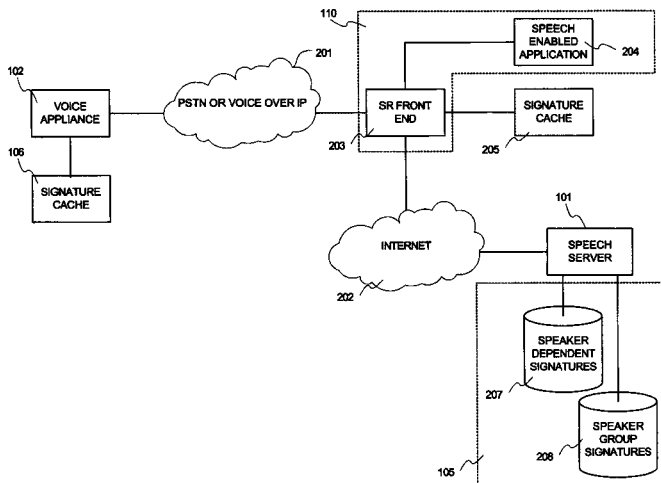 110
SPEECH
ENABLED
APPLICATION
204
201
102
VOICE
APPLIANCE
PSTN OR VOICE OVER IP
SR FRONT
END
203
SIGNATURE
CACHE
205
106
SIGNATURE
CACHE
101
INTERNET
SPEECH
SERVER
202
SPEAKER
DEPENDENT
SIGNATURES
207
SPEAKER
GROUP
SIGNATURES
208
105